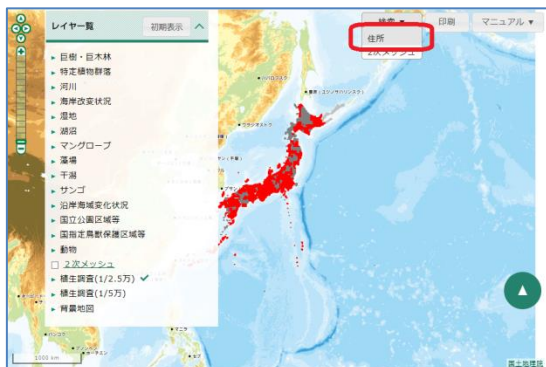 レイヤー一覧
初期表示
検索 ▼
印刷
マニュアル ▼
住所
2次メッシュ
巨樹・巨木林
特定植物群落
河川
海岸改変状況
湿地
湖沼
マングローブ
藻場
干潟
サンゴ
沿岸海域変化状況
国立公園区域等
国指定鳥獣保護区域等
動物
2次メッシュ
植生調査(1/2.5万)
植生調査(1/5万)
背景地図
1000 km
国土地理院